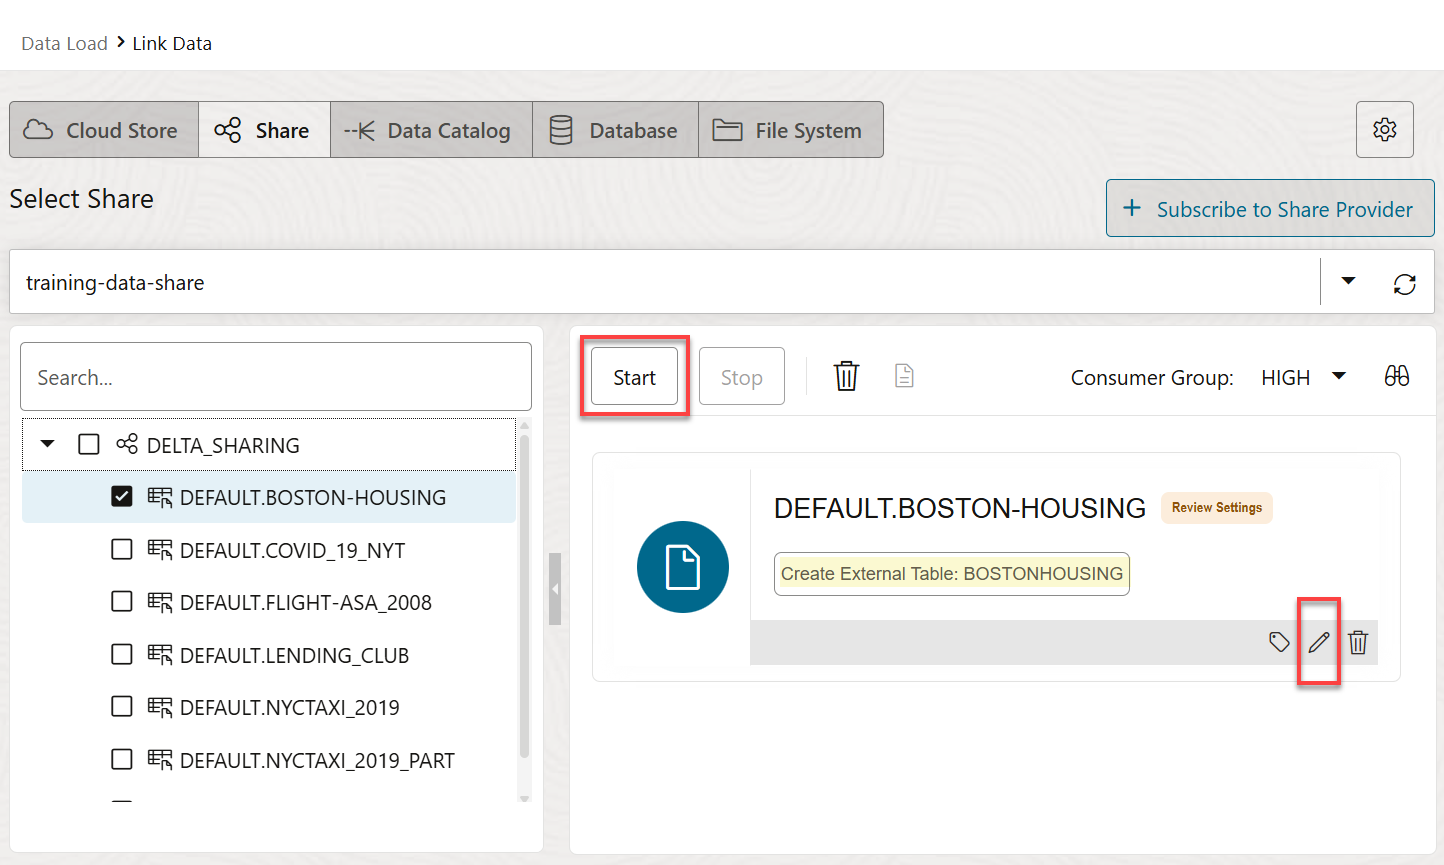 Data Load > Link Data
Cloud Store
Share
Data Catalog
Database
File System
Select Share
+ Subscribe to Share Provider
training-data-share
Search...
DELTA_SHARING
DEFAULT.BOSTON-HOUSING
DEFAULT.COVID_19_NYT
DEFAULT.FLIGHT-ASA_2008
DEFAULT.LENDING_CLUB
DEFAULT.NYCTAXI_2019
DEFAULT.NYCTAXI_2019_PART
Start
Stop
Consumer Group: HIGH
DEFAULT.BOSTON-HOUSING
Review Settings
Create External Table: BOSTONHOUSING